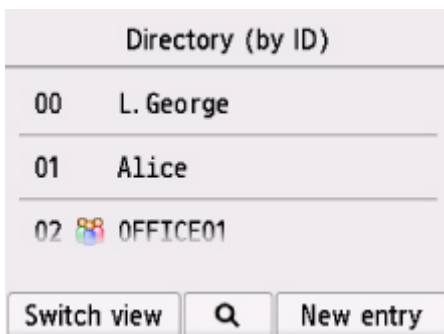 Directory (by ID)
00 L.George
01 Alice
02 OFFICE01
Switch view New entry